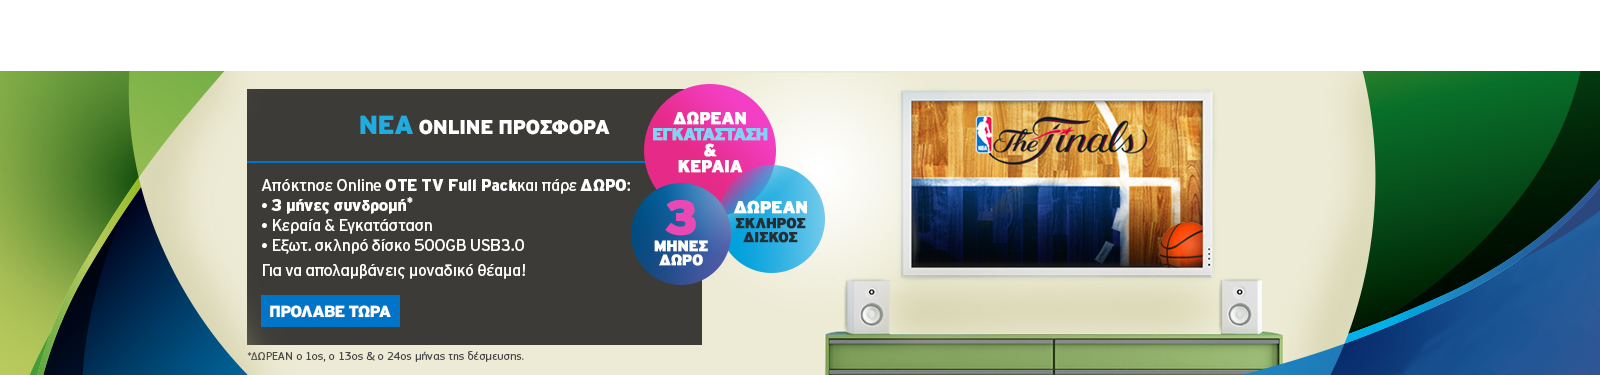 ΝΕΑ ONLINE ΠΡΟΣΦΟΡΑ
Απόκτησε Online OTE TV Full Packκαι πάρε ΔΩΡΟ:
• 3 μήνες συνδρομή*
• Κεραία & Εγκατάσταση
• Εξωτ. σκληρό δίσκο 500GB USB3.0
Για να απολαμβάνεις μοναδικό θέαμα!
ΠΡΟΛΑΒΕ ΤΩΡΑ
*ΔΩΡΕΑΝ ο 1ος, ο 13ος & ο 24ος μήνας της δέσμευσης.
ΔΩΡΕΑΝ
ΕΓΚΑΤΑΣΤΑΣΗ
&
ΚΕΡΑΙΑ
3
ΜΗΝΕΣ
ΔΩΡΟ
ΔΩΡΕΑΝ
ΣΚΛΗΡΟΣ
ΔΙΣΚΟΣ
NBA
The Finals